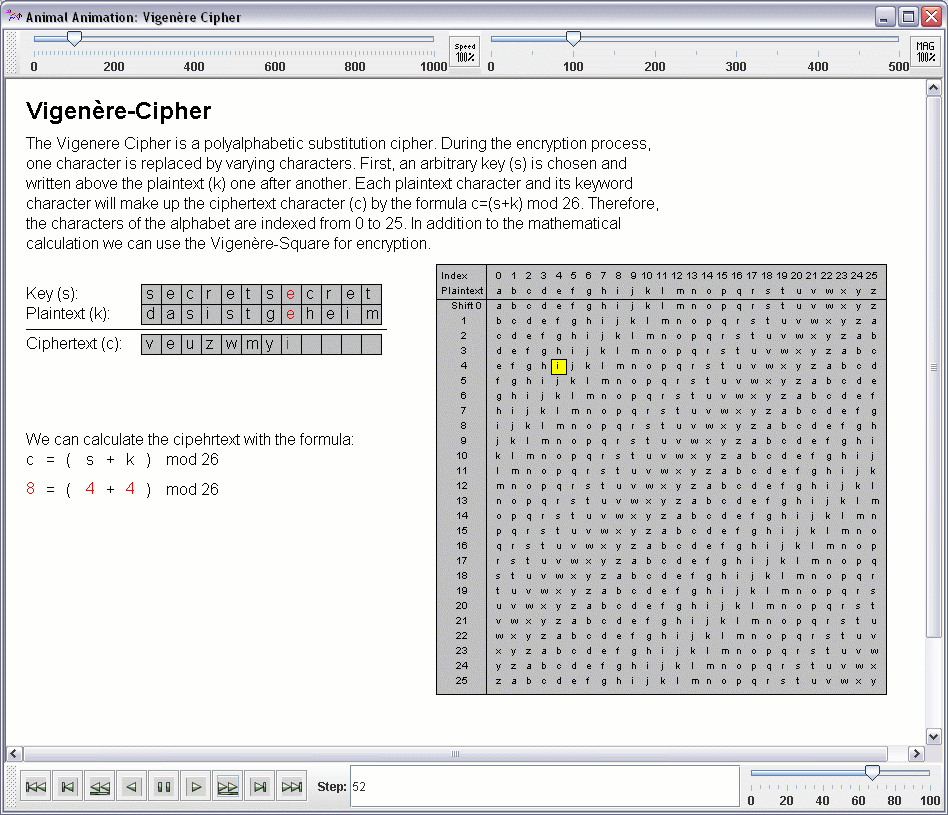 Animal Animation: Vigenère Cipher
0 200 400 600 800 1000 Speed 100% 0 100 200 300 400 500 MAG 100%
Vigenère-Cipher
The Vigenere Cipher is a polyalphabetic substitution cipher. During the encryption process,
one character is replaced by varying characters. First, an arbitrary key (s) is chosen and
written above the plaintext (k) one after another. Each plaintext character and its keyword
character will make up the ciphertext character (c) by the formula c=(s+k) mod 26. Therefore,
the characters of the alphabet are indexed from 0 to 25. In addition to the mathematical
calculation we can use the Vigenère-Square for encryption.
Key (s): s e c r e t s e c r e t
Plaintext (k): d a s i s t g e h e i m
Ciphertext (c): v e u z w m y i
We can calculate the cipehrtext with the formula:
c = ( s + k ) mod 26
8 = ( 4 + 4 ) mod 26
Index 0 1 2 3 4 5 6 7 8 9 10 11 12 13 14 15 16 17 18 19 20 21 22 23 24 25
Plaintext a b c d e f g h i j k l m n o p q r s t u v w x y z
Shift 0 a b c d e f g h i j k l m n o p q r s t u v w x y z
1 b c d e f g h i j k l m n o p q r s t u v w x y z a
2 c d e f g h i j k l m n o p q r s t u v w x y z a b
3 d e f g h i j k l m n o p q r s t u v w x y z a b c
4 e f g h i j k l m n o p q r s t u v w x y z a b c d
5 f g h i j k l m n o p q r s t u v w x y z a b c d e
6 g h i j k l m n o p q r s t u v w x y z a b c d e f
7 h i j k l m n o p q r s t u v w x y z a b c d e f g
8 i j k l m n o p q r s t u v w x y z a b c d e f g h
9 j k l m n o p q r s t u v w x y z a b c d e f g h i
10 k l m n o p q r s t u v w x y z a b c d e f g h i j
11 l m n o p q r s t u v w x y z a b c d e f g h i j k
12 m n o p q r s t u v w x y z a b c d e f g h i j k l
13 n o p q r s t u v w x y z a b c d e f g h i j k l m
14 o p q r s t u v w x y z a b c d e f g h i j k l m n
15 p q r s t u v w x y z a b c d e f g h i j k l m n o
16 q r s t u v w x y z a b c d e f g h i j k l m n o p
17 r s t u v w x y z a b c d e f g h i j k l m n o p q
18 s t u v w x y z a b c d e f g h i j k l m n o p q r
19 t u v w x y z a b c d e f g h i j k l m n o p q r s
20 u v w x y z a b c d e f g h i j k l m n o p q r s t
21 v w x y z a b c d e f g h i j k l m n o p q r s t u
22 w x y z a b c d e f g h i j k l m n o p q r s t u v
23 x y z a b c d e f g h i j k l m n o p q r s t u v w
24 y z a b c d e f g h i j k l m n o p q r s t u v w x
25 z a b c d e f g h i j k l m n o p q r s t u v w x y
Step: 52 0 20 40 60 80 100